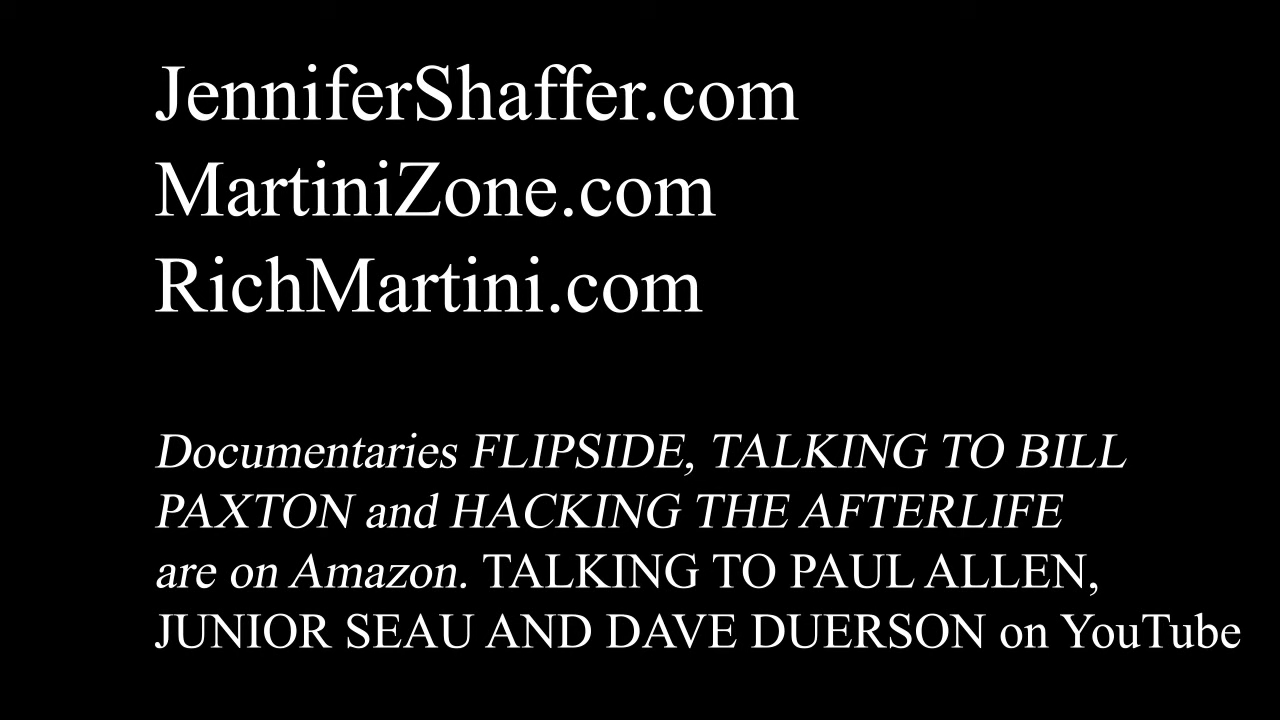 JenniferShaffer.com
MartiniZone.com
RichMartini.com
Documentaries FLIPSIDE, TALKING TO BILL
PAXTON and HACKING THE AFTERLIFE
are on Amazon. TALKING TO PAUL ALLEN,
JUNIOR SEAU AND DAVE DUERSON on YouTube